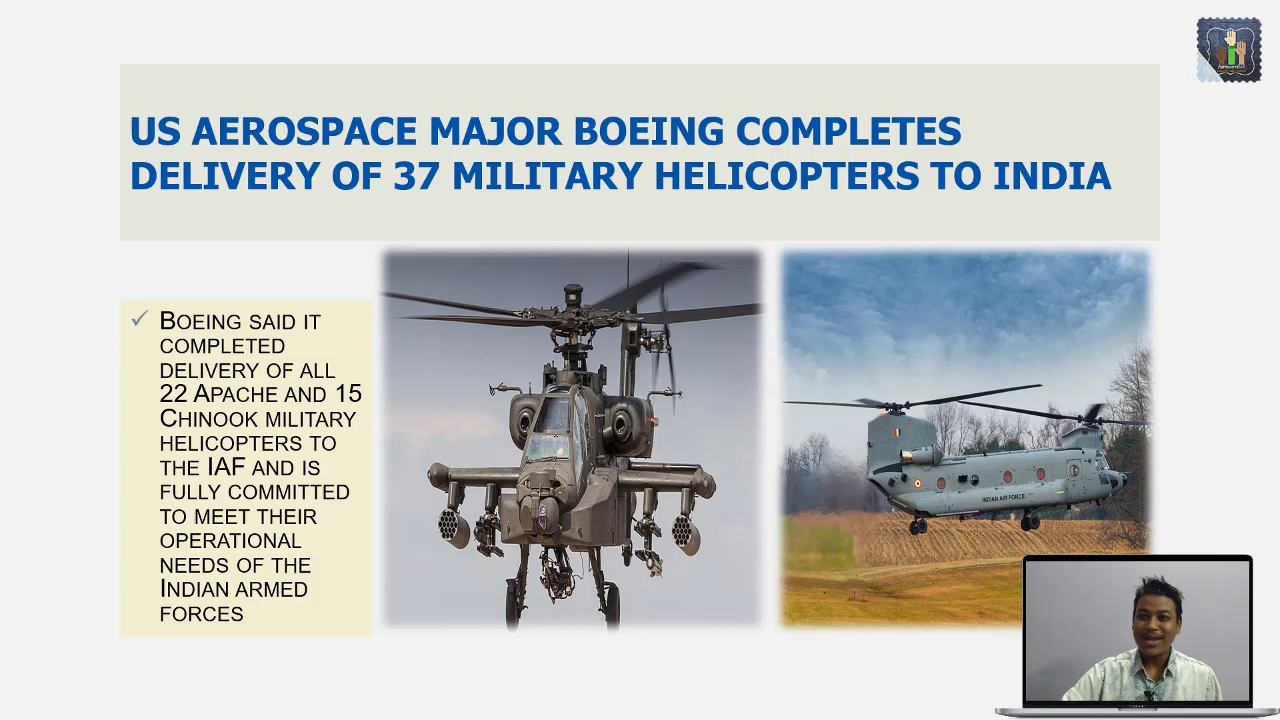 US AEROSPACE MAJOR BOEING COMPLETES
DELIVERY OF 37 MILITARY HELICOPTERS TO INDIA
✓ BOEING SAID IT
COMPLETED
DELIVERY OF ALL
22 APACHE AND 15
CHINOOK MILITARY
HELICOPTERS TO
THE IAF AND IS
FULLY COMMITTED
TO MEET THEIR
OPERATIONAL
NEEDS OF THE
INDIAN ARMED
FORCES
INDIAN AIR FORCE